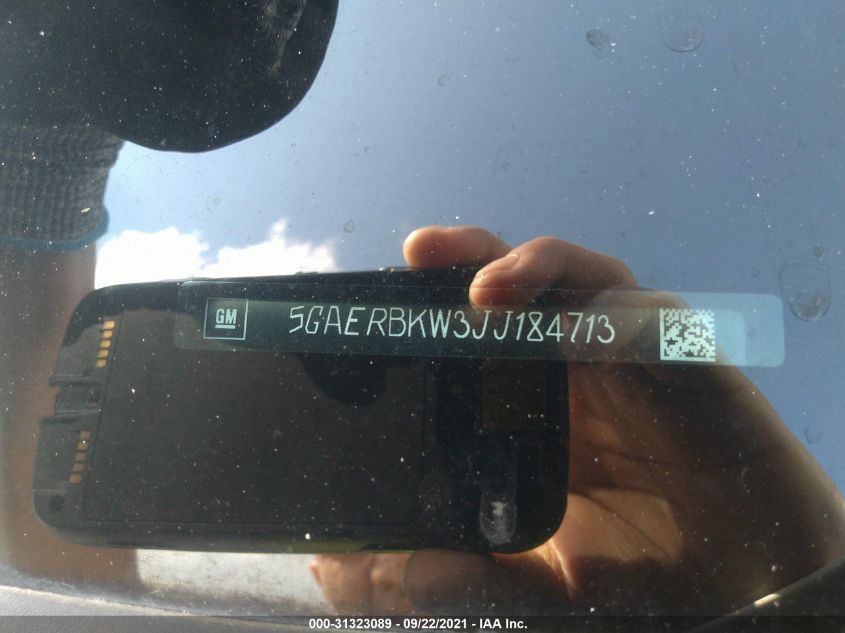 GM 5GAERBKW3JJ184713
000-31323089 - 09/22/2021 - IAA Inc.